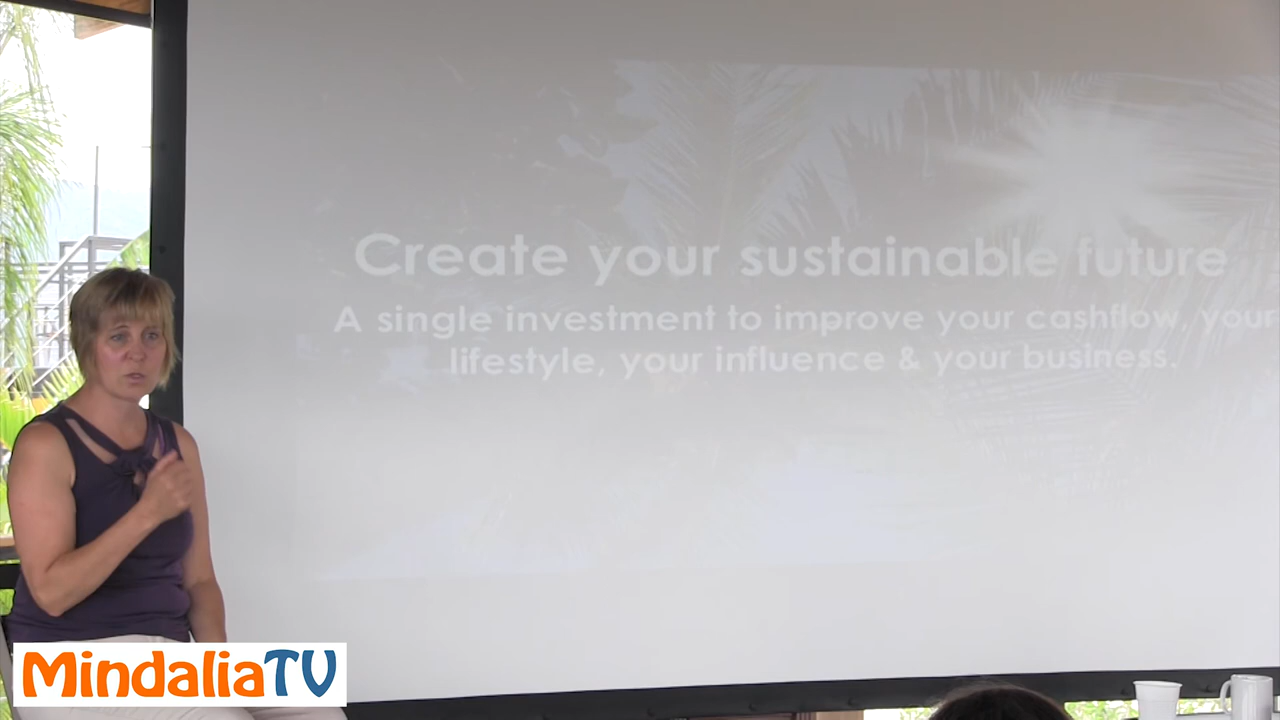 Create your sustainable future
A single investment to improve your cashflow, your
lifestyle, your influence & your business.
MindaliaTV